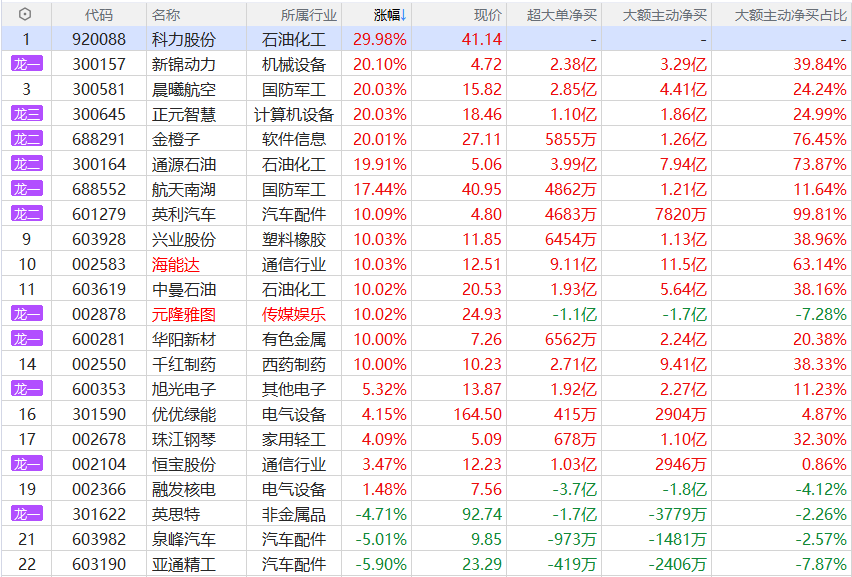 代码 名称 所属行业 涨幅↓ 现价 超大单净买 大额主动净买 大额主动净买占比
1 920088 科力股份 石油化工 29.98% 41.14 - - -
龙一 300157 新锦动力 机械设备 20.10% 4.72 2.38亿 3.29亿 39.84%
3 300581 晨曦航空 国防军工 20.03% 15.82 2.85亿 4.41亿 24.24%
龙三 300645 正元智慧 计算机设备 20.03% 18.46 1.10亿 1.86亿 24.99%
龙二 688291 金橙子 软件信息 20.01% 27.11 5855万 1.26亿 76.45%
龙二 300164 通源石油 石油化工 19.91% 5.06 3.99亿 7.94亿 73.87%
龙一 688552 航天南湖 国防军工 17.44% 40.95 4862万 1.21亿 11.64%
龙二 601279 英利汽车 汽车配件 10.09% 4.80 4683万 7820万 99.81%
9 603928 兴业股份 塑料橡胶 10.03% 11.85 6454万 1.13亿 38.96%
10 002583 海能达 通信行业 10.03% 12.51 9.11亿 11.5亿 63.14%
11 603619 中曼石油 石油化工 10.02% 20.53 1.93亿 5.64亿 38.16%
龙一 002878 元隆雅图 传媒娱乐 10.02% 24.93 -1.1亿 -1.7亿 -7.28%
龙一 600281 华阳新材 有色金属 10.00% 7.26 6562万 2.24亿 20.38%
14 002550 千红制药 西药制药 10.00% 10.23 2.71亿 9.41亿 38.33%
龙一 600353 旭光电子 其他电子 5.32% 13.87 1.92亿 2.27亿 11.23%
16 301590 优优绿能 电气设备 4.15% 164.50 415万 2904万 4.87%
17 002678 珠江钢琴 家用轻工 4.09% 5.09 678万 1.10亿 32.30%
龙一 002104 恒宝股份 通信行业 3.47% 12.23 1.03亿 2946万 0.86%
19 002366 融发核电 电气设备 1.48% 7.56 -3.7亿 -1.8亿 -4.12%
龙一 301622 英思特 非金属品 -4.71% 92.74 -1.7亿 -3779万 -2.26%
21 603982 泉峰汽车 汽车配件 -5.01% 9.85 -973万 -1481万 -2.57%
22 603190 亚通精工 汽车配件 -5.90% 23.29 -419万 -2406万 -7.87%